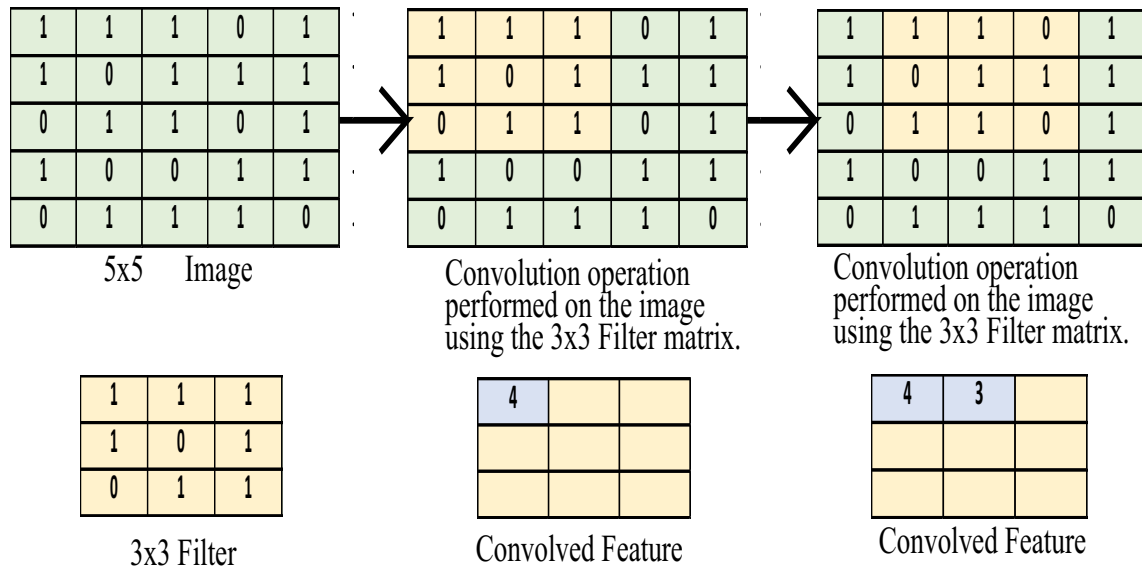 1 1 1 0 1
1 0 1 1 1
0 1 1 0 1
1 0 0 1 1
0 1 1 1 0
5x5 Image
1 1 1 0 1
1 0 1 1 1
0 1 1 0 1
1 0 0 1 1
0 1 1 1 0
Convolution operation
performed on the image
using the 3x3 Filter matrix.
1 1 1 0 1
1 0 1 1 1
0 1 1 0 1
1 0 0 1 1
0 1 1 1 0
Convolution operation
performed on the image
using the 3x3 Filter matrix.
1 1 1
1 0 1
0 1 1
3x3 Filter
4
Convolved Feature
4 3
Convolved Feature